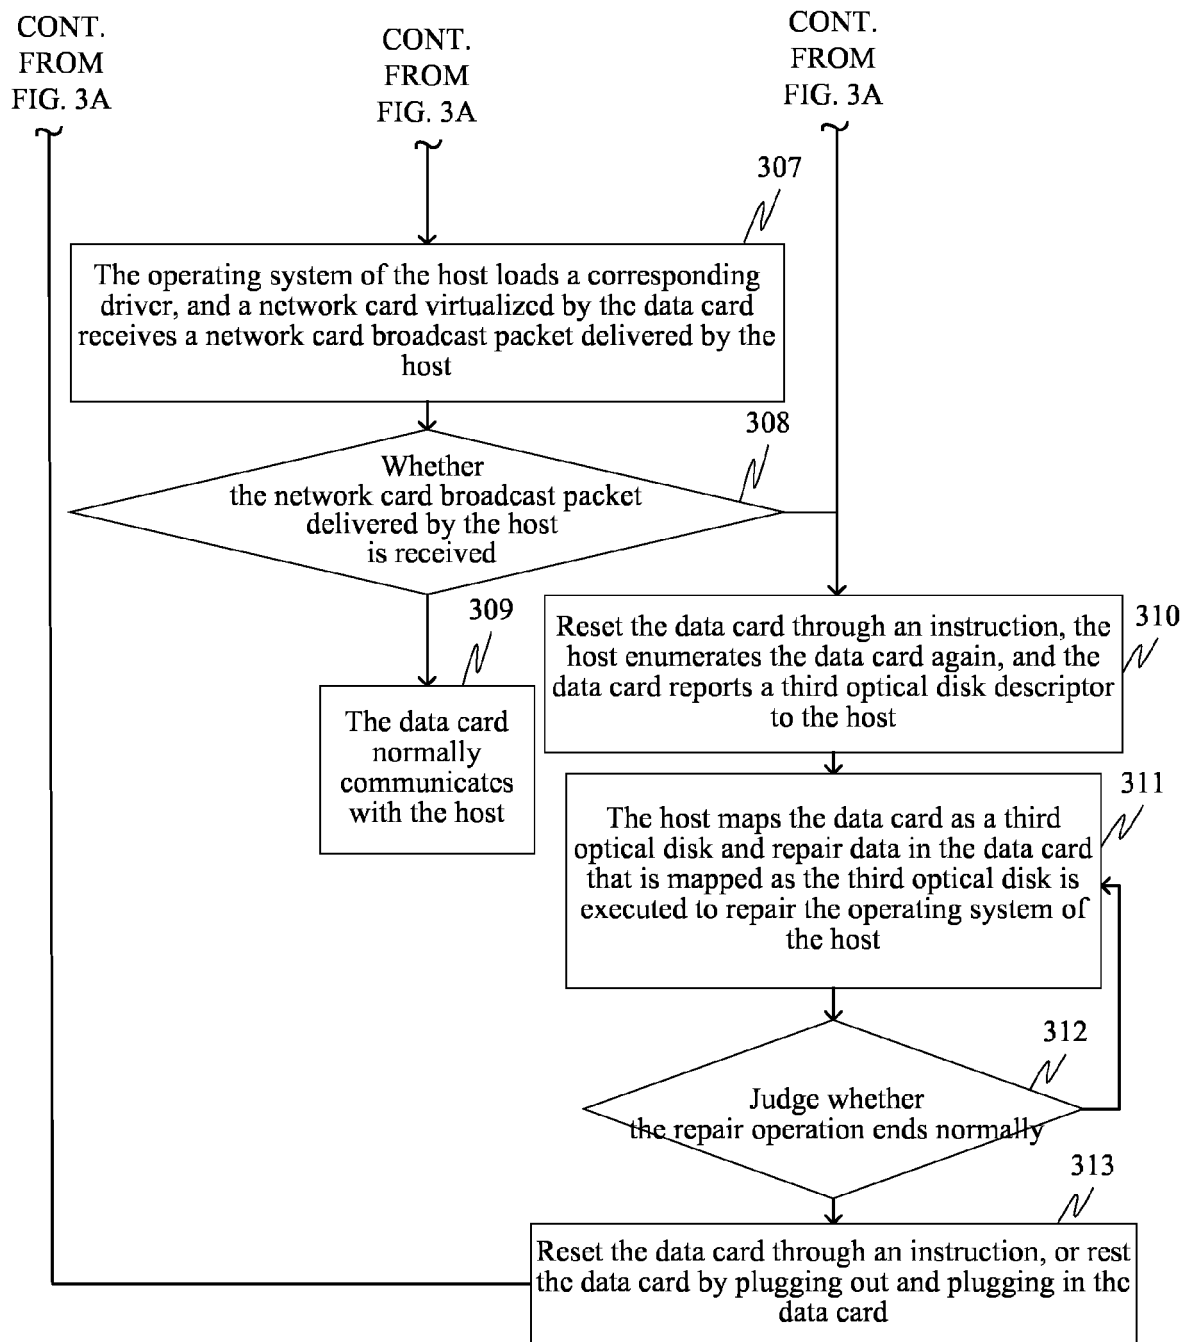 CONT.
FROM
FIG. 3A
CONT.
FROM
FIG. 3A
CONT.
FROM
FIG. 3A
307
The operating system of the host loads a corresponding
driver, and a network card virtualized by the data card
receives a network card broadcast packet delivered by the
host
308
Whether
the network card broadcast packet
delivered by the host
is received
309
The data card
normally
communicates
with the host
310
Reset the data card through an instruction, the
host enumerates the data card again, and the
data card reports a third optical disk descriptor
to the host
311
The host maps the data card as a third
optical disk and repair data in the data card
that is mapped as the third optical disk is
executed to repair the operating system of
the host
312
Judge whether
the repair operation ends normally
313
Reset the data card through an instruction, or rest
the data card by plugging out and plugging in the
data card